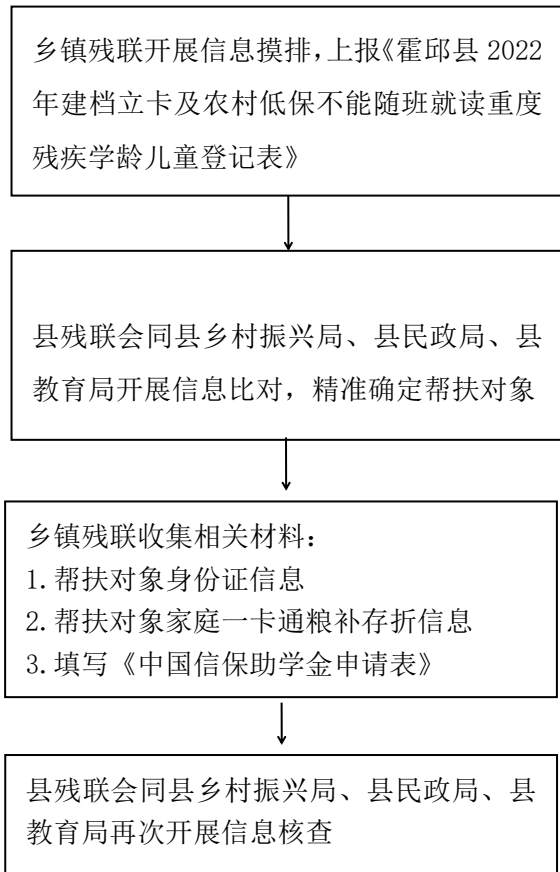 乡镇残联开展信息摸排,上报《霍邱县 2022
年建档立卡及农村低保不能随班就读重度
残疾学龄儿童登记表》
县残联会同县乡村振兴局、县民政局、县
教育局开展信息比对，精准确定帮扶对象
乡镇残联收集相关材料：
1.帮扶对象身份证信息
2.帮扶对象家庭一卡通粮补存折信息
3.填写《中国信保助学金申请表》
县残联会同县乡村振兴局、县民政局、县
教育局再次开展信息核查